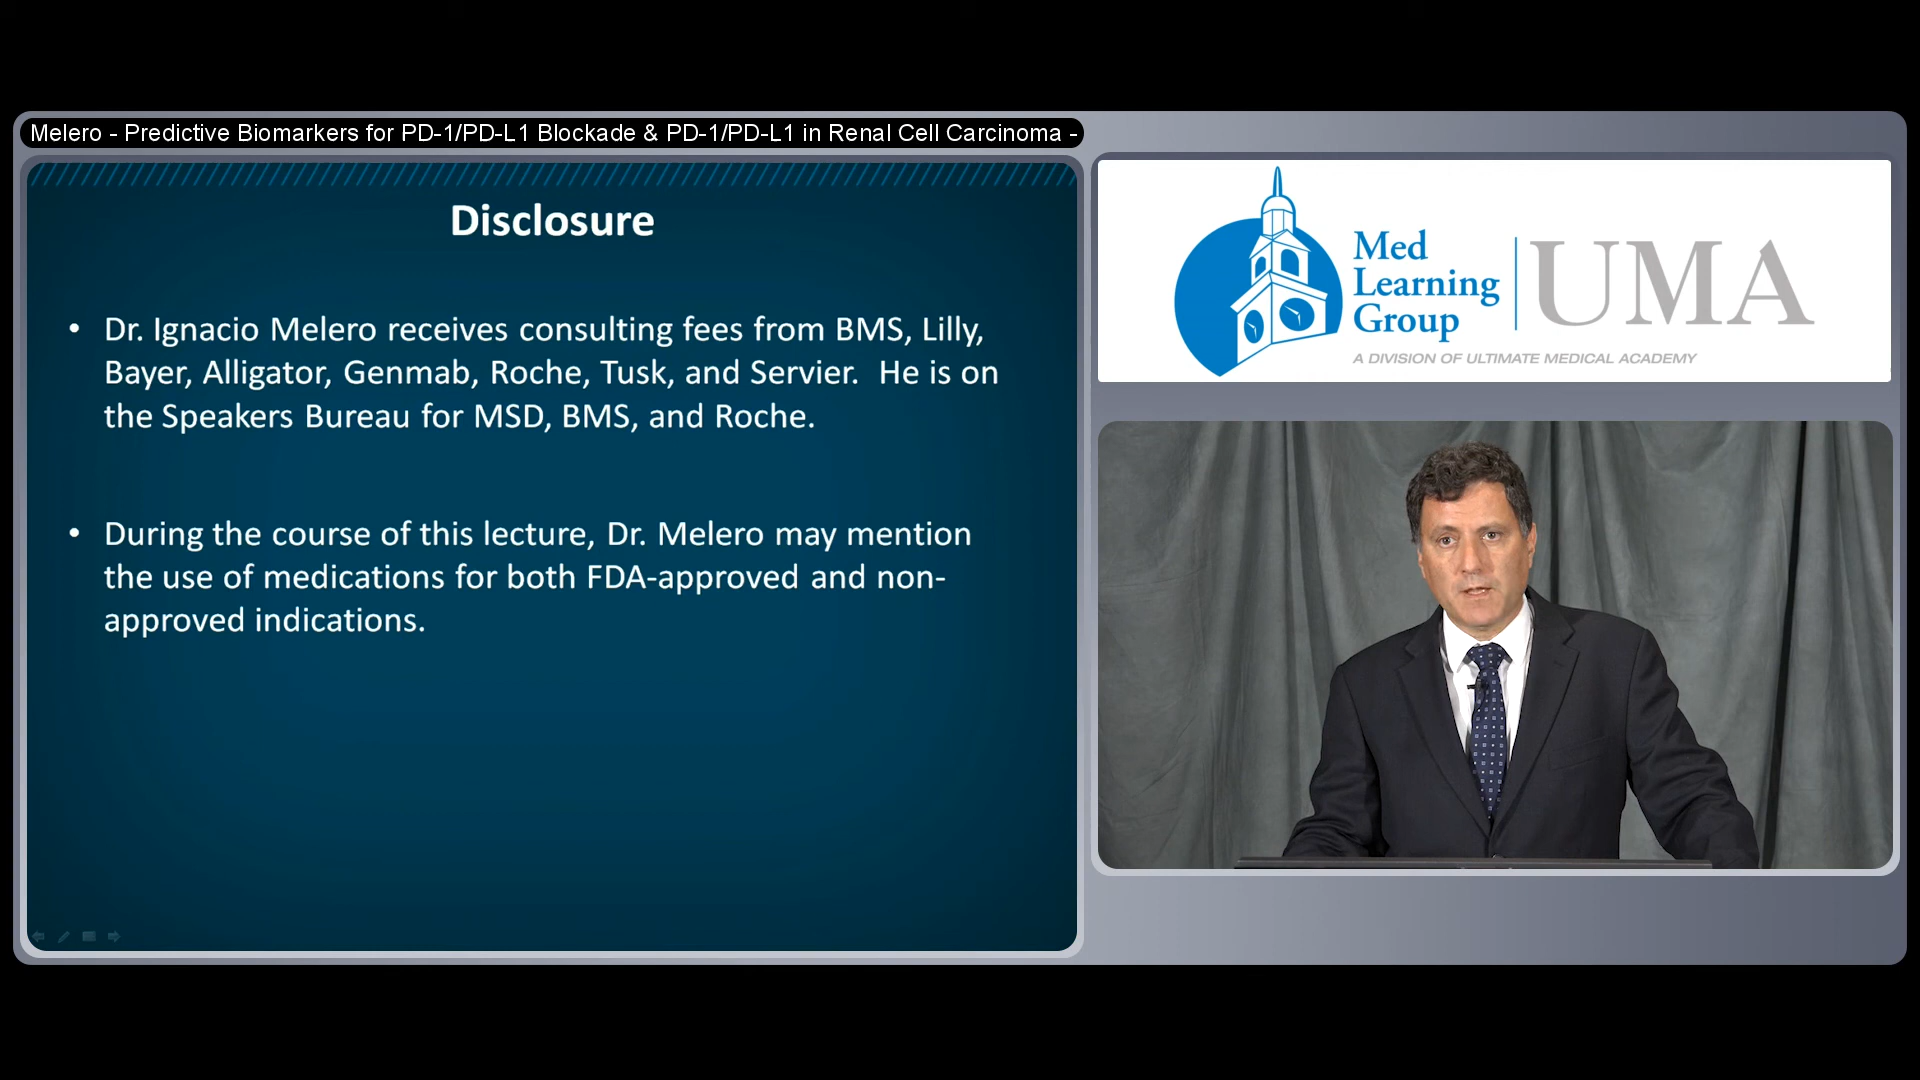 Melero - Predictive Biomarkers for PD-1/PD-L1 Blockade & PD-1/PD-L1 in Renal Cell Carcinoma -
Disclosure
• Dr. Ignacio Melero receives consulting fees from BMS, Lilly,
Bayer, Alligator, Genmab, Roche, Tusk, and Servier.  He is on
the Speakers Bureau for MSD, BMS, and Roche.
• During the course of this lecture, Dr. Melero may mention
the use of medications for both FDA-approved and non-
approved indications.
Med
Learning
Group
UMA
A DIVISION OF ULTIMATE MEDICAL ACADEMY